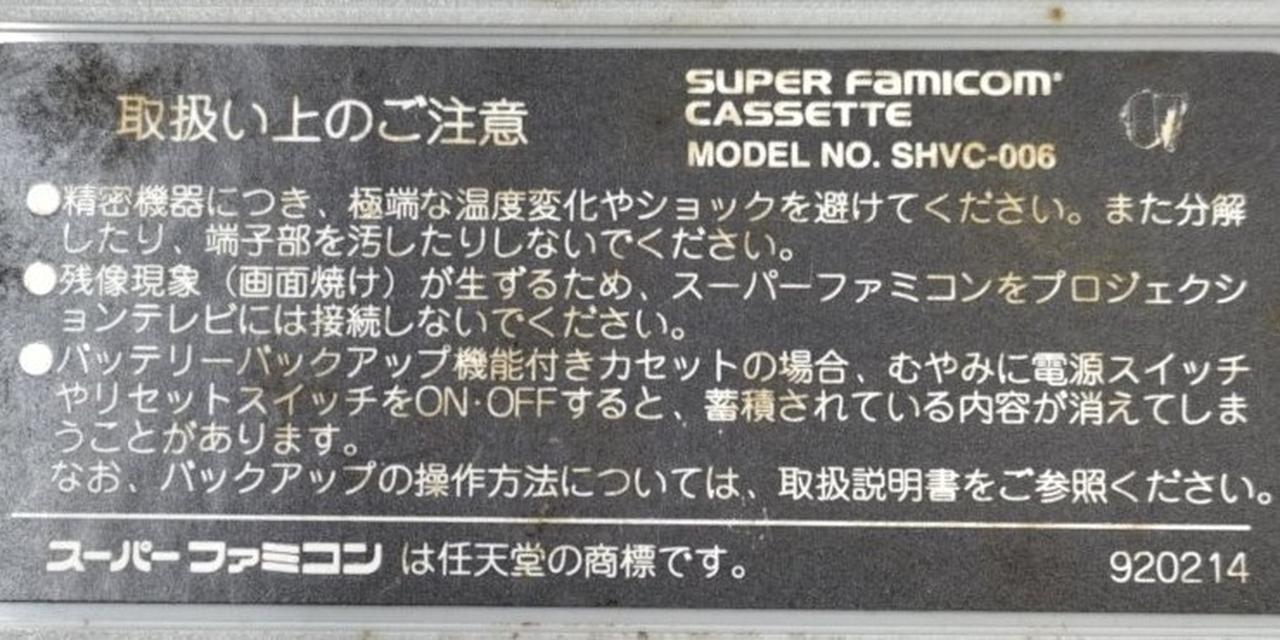 取扱い上のご注意
SUPER FAMICOM
CASSETTE
MODEL NO. SHVC-006
●精密機器につき、極端な温度変化やショックを避けてください。また分解
したり、端子部を汚したりしないでください。
●残像現象（画面焼け）が生ずるため、スーパーファミコンをプロジェクシ
ョンテレビには接続しないでください。
●バッテリーバックアップ機能付きカセットの場合、むやみに電源スイッチ
やリセットスイッチをON·OFFすると、蓄積されている内容が消えてしま
うことがあります。
なお、バックアップの操作方法については、取扱説明書をご参照ください。
スーパーファミコン は任天堂の商標です。
920214